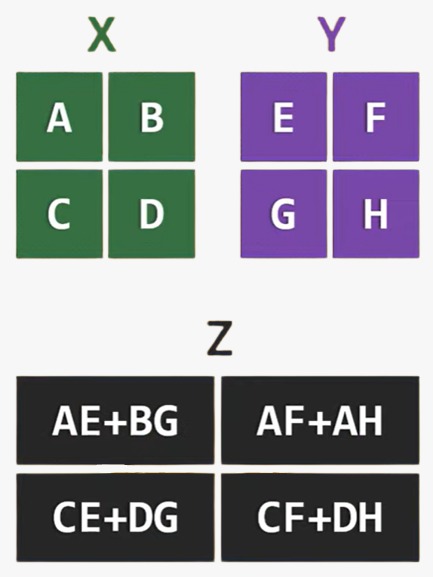 X Y
A B E F
C D G H
Z
AE+BG AF+AH
CE+DG CF+DH